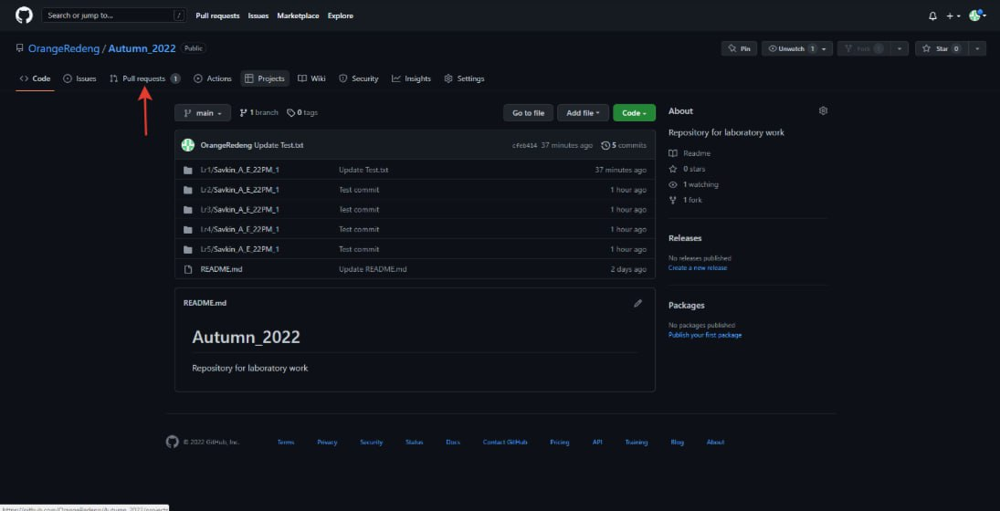 Search or jump to... / Pull requests Issues Marketplace Explore
OrangeRedeng / Autumn_2022 Public Pin Unwatch 1 Fork 1 Star 0
Code Issues Pull requests 1 Actions Projects Wiki Security Insights Settings
main 1 branch 0 tags Go to file Add file Code
OrangeRedeng Update Test.txt cfeb414 37 minutes ago 5 commits
Lr1/Savkin_A_E_22PM_1 Update Test.txt 37 minutes ago
Lr2/Savkin_A_E_22PM_1 Test commit 1 hour ago
Lr3/Savkin_A_E_22PM_1 Test commit 1 hour ago
Lr4/Savkin_A_E_22PM_1 Test commit 1 hour ago
Lr5/Savkin_A_E_22PM_1 Test commit 1 hour ago
README.md Update README.md 2 days ago
README.md
Autumn_2022
Repository for laboratory work
About
Repository for laboratory work
Readme
0 stars
1 watching
1 fork
Releases
No releases published
Create a new release
Packages
No packages published
Publish your first package
© 2022 GitHub, Inc. Terms Privacy Security Status Docs Contact GitHub Pricing API Training Blog About
https://github.com/OrangeRedeng/Autumn_2022/projects